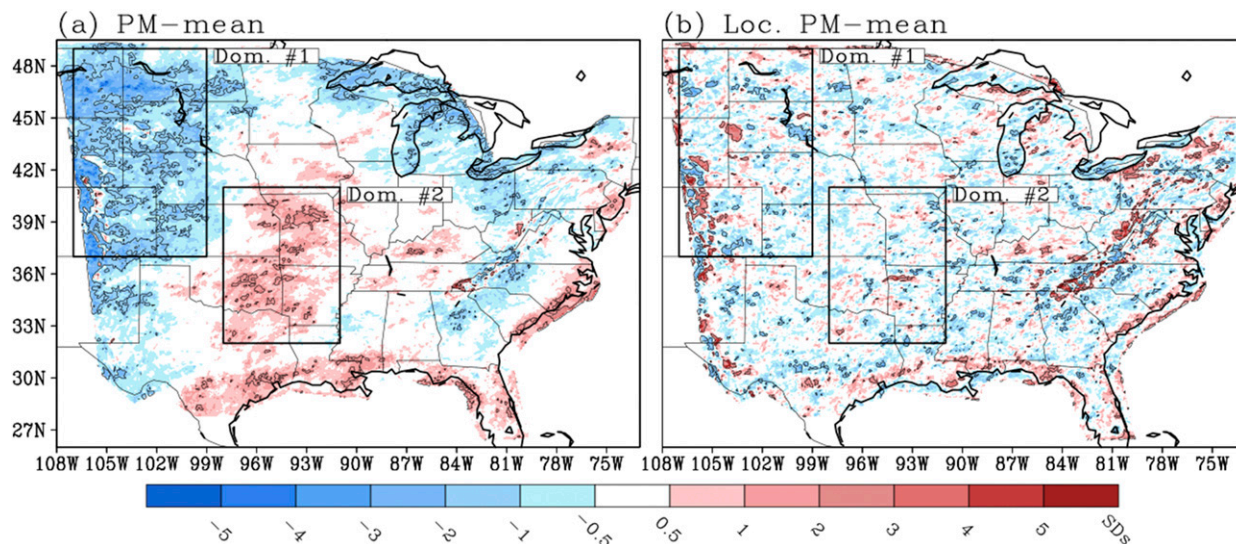 (a) PM-mean
(b) Loc. PM-mean
Dom. #1
Dom. #1
48N
45N
42N
39N
36N
33N
30N
27N
Dom. #2
Dom. #2
108W 105W 102W 99W 96W 93W 90W 87W 84W 81W 78W 75W
108W 105W 102W 99W 96W 93W 90W 87W 84W 81W 78W 75W
-5 -4 -3 -2 -1 -0.5 0.5 1 2 3 4 5 SDs